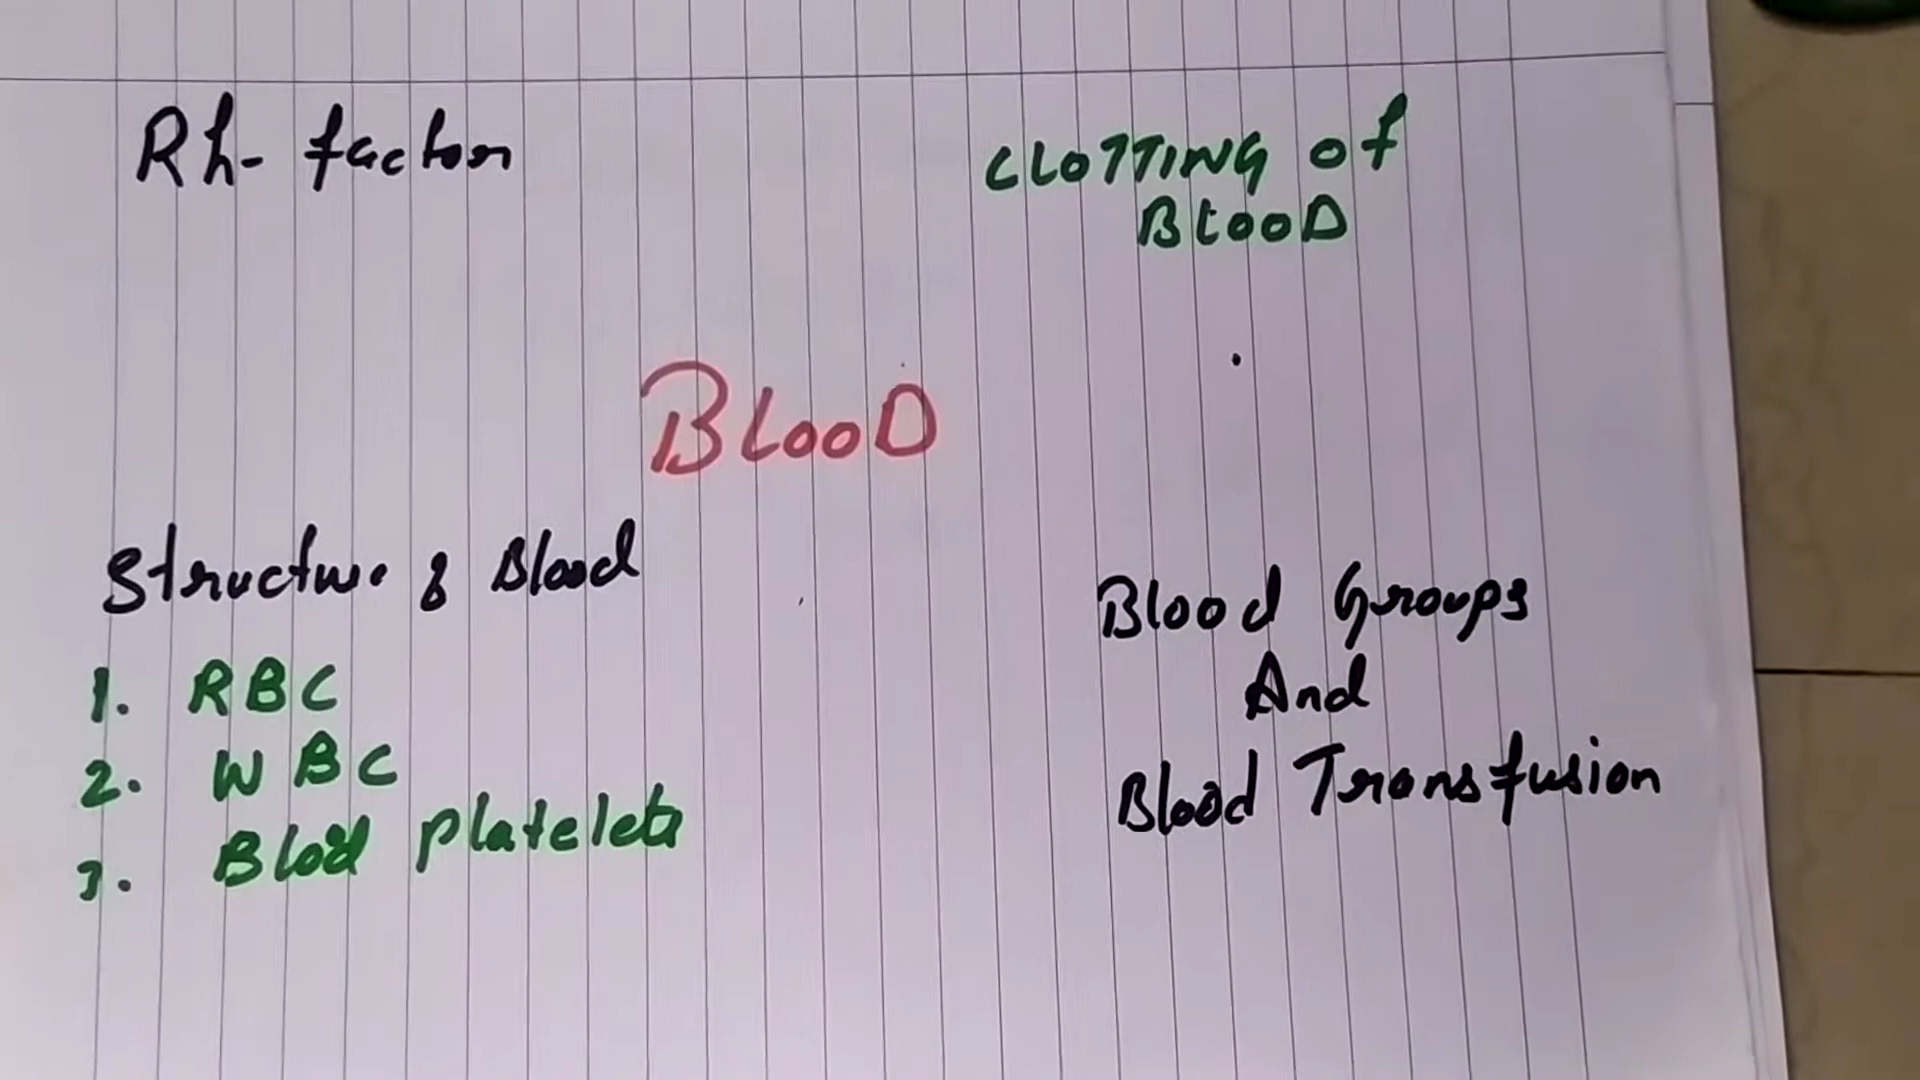 Rh- factor
CLOTTING of
BLOOD
BLOOD
Structure of Blood
1. RBC
2. WBC
3. Blood platelets
Blood Groups
And
Blood Transfusion